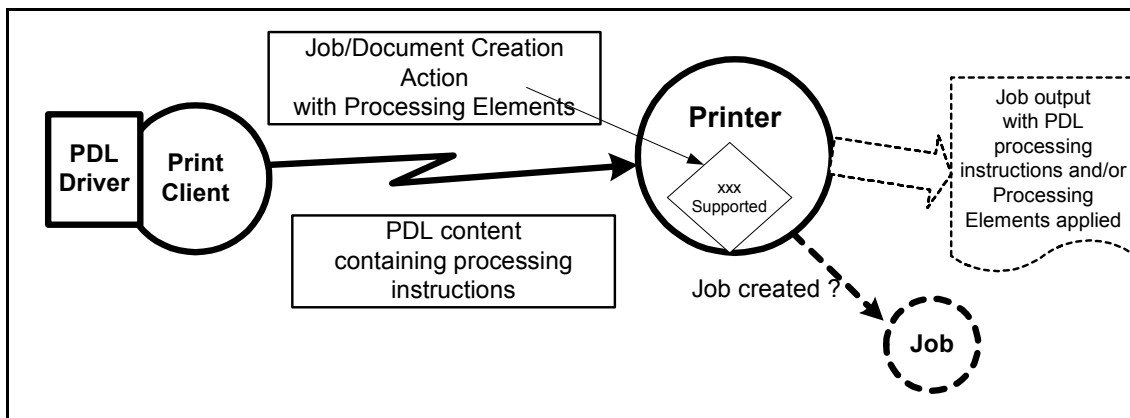 PDL
Driver
Print
Client
Job/Document Creation
Action
with Processing Elements
PDL content
containing processing
instructions
Printer
xxx
Supported
Job created ?
Job
Job output
with PDL
processing
instructions and/or
Processing
Elements applied